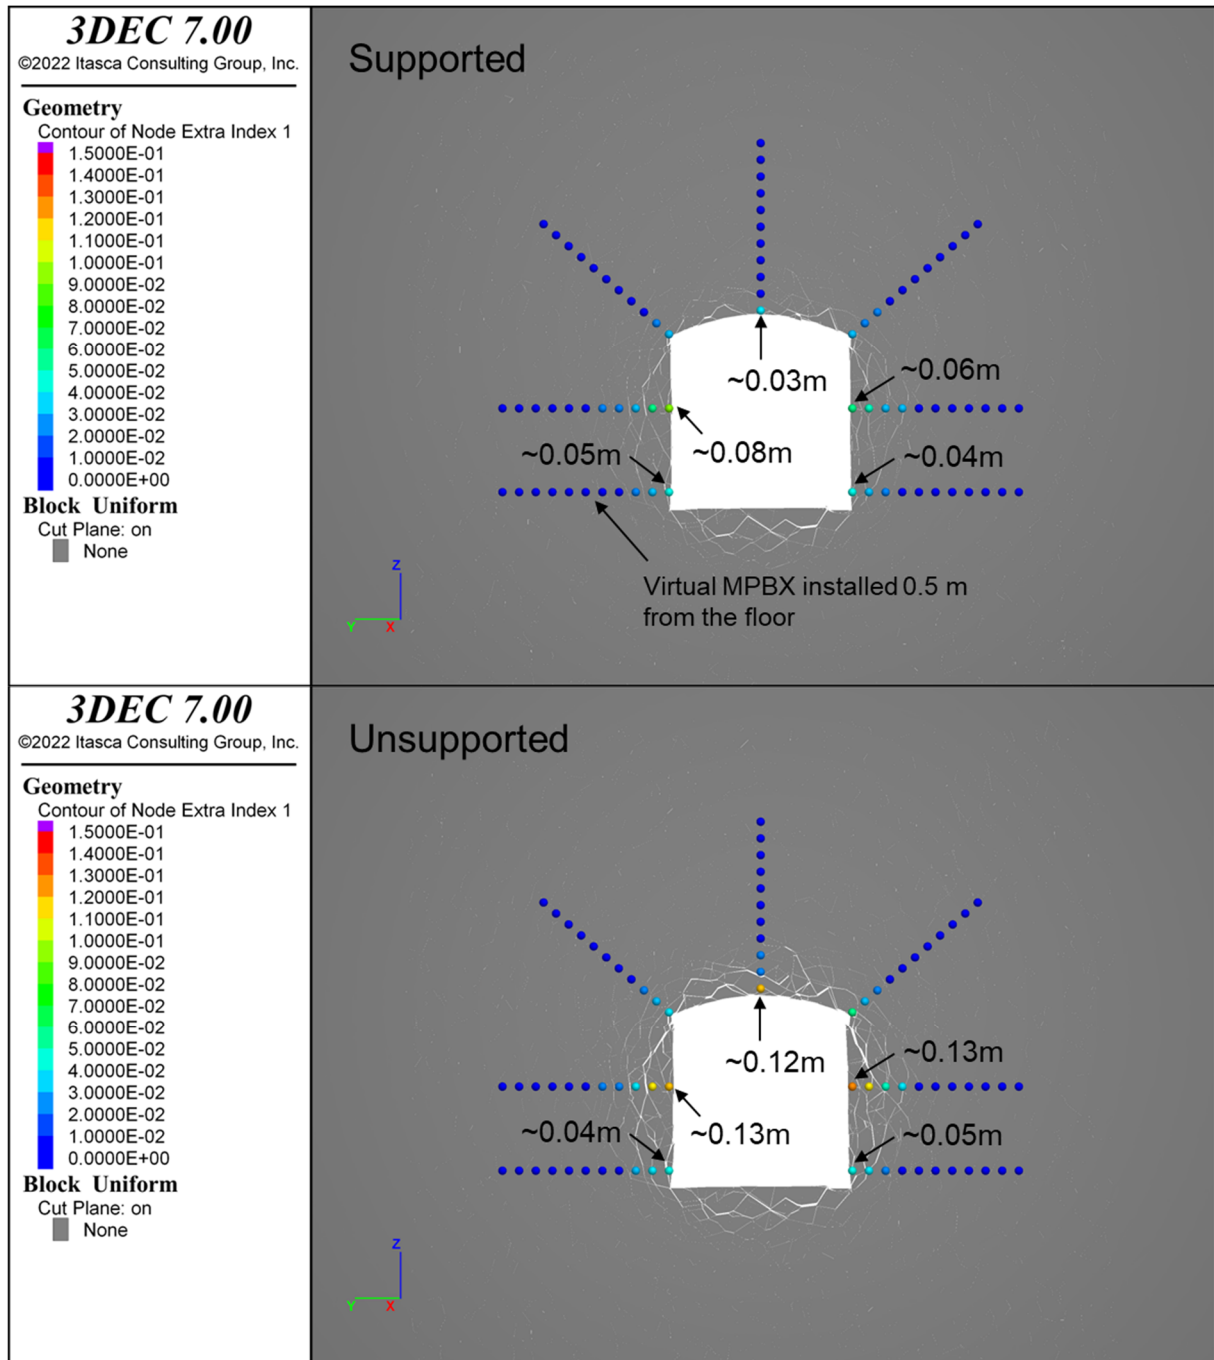 3DEC 7.00
©2022 Itasca Consulting Group, Inc.
Geometry
Contour of Node Extra Index 1
1.5000E-01
1.4000E-01
1.3000E-01
1.2000E-01
1.1000E-01
1.0000E-01
9.0000E-02
8.0000E-02
7.0000E-02
6.0000E-02
5.0000E-02
4.0000E-02
3.0000E-02
2.0000E-02
1.0000E-02
0.0000E+00
Block Uniform
Cut Plane: on
None
Supported
~0.03m
~0.06m
~0.08m
~0.05m
~0.04m
Virtual MPBX installed 0.5 m
from the floor
Z
Y
X
3DEC 7.00
©2022 Itasca Consulting Group, Inc.
Geometry
Contour of Node Extra Index 1
1.5000E-01
1.4000E-01
1.3000E-01
1.2000E-01
1.1000E-01
1.0000E-01
9.0000E-02
8.0000E-02
7.0000E-02
6.0000E-02
5.0000E-02
4.0000E-02
3.0000E-02
2.0000E-02
1.0000E-02
0.0000E+00
Block Uniform
Cut Plane: on
None
Unsupported
~0.12m
~0.13m
~0.13m
~0.04m
~0.05m
Z
Y
X